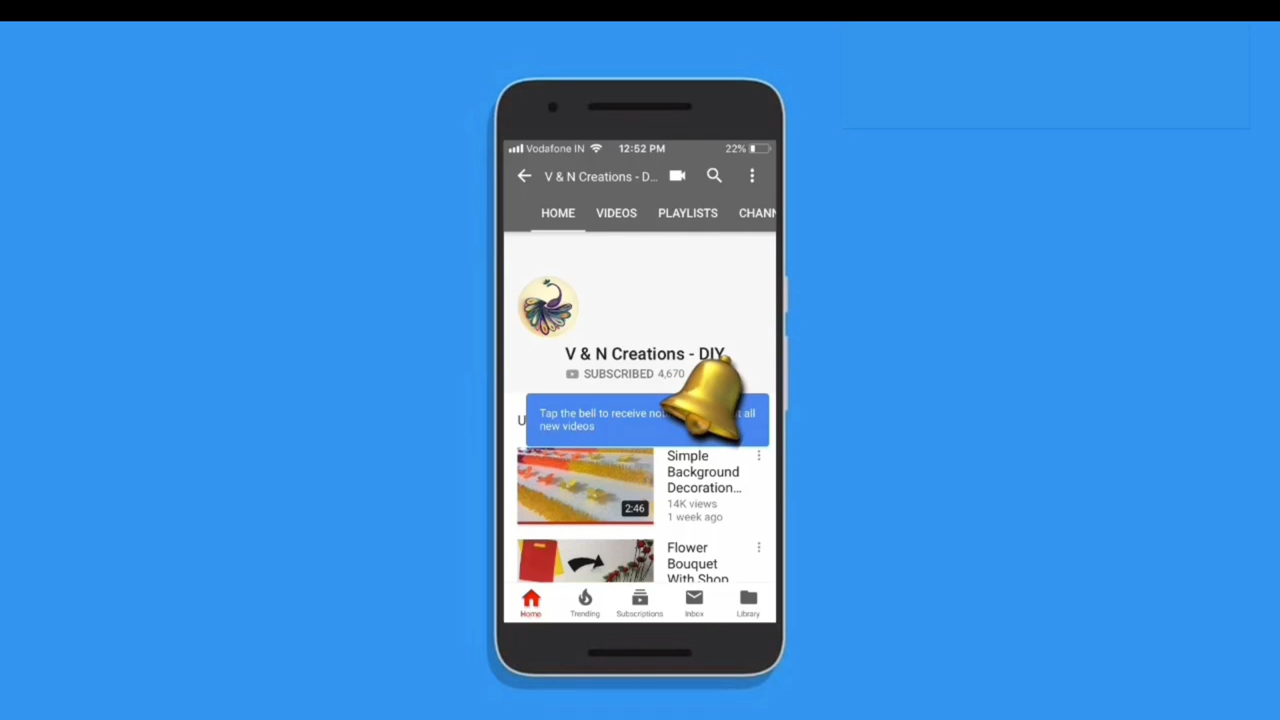 Vodafone IN 12:52 PM 22%
V & N Creations - D...
HOME VIDEOS PLAYLISTS CHANN
V & N Creations - DIY
SUBSCRIBED 4,670
U
Tap the bell to receive all
new videos
Simple
Background
Decoration...
14K views
1 week ago
2:46
Flower
Bouquet
With Shop
Home Trending Subscriptions Inbox Library